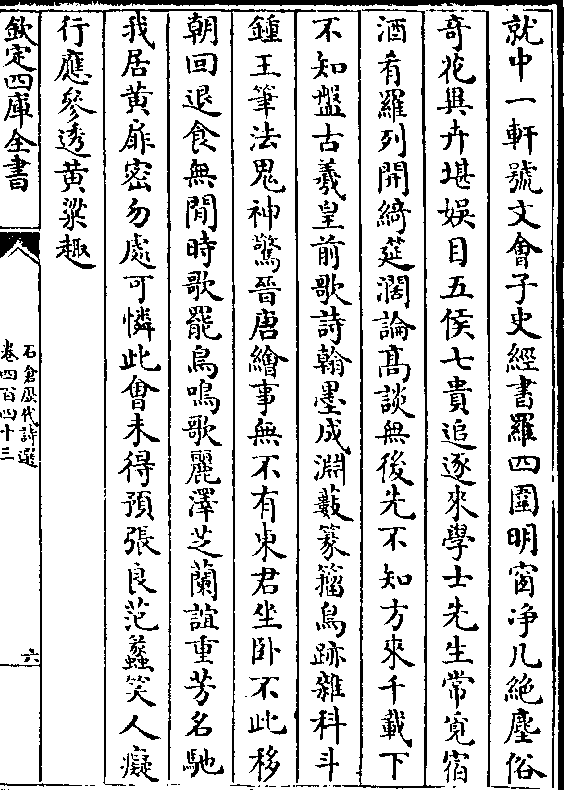 就中一軒號文會子史經書羅四圍明窗净几絶塵俗
奇花異卉堪娛目五侯七貴追逐來學士先生常寛宿
酒肴羅列開綺莚濶論髙談無後先不知方來千載下
不知盤古羲皇前歌詩翰墨成淵藪篆籕鳥跡雜科斗
鍾王筆法鬼神驚晉唐繪事無不有東君坐卧不此移
朝回退食無閒時歌罷鳥鳴歌麗澤芝蘭誼重芳名馳
我居黄扉密勿處可憐此會未得預張良范蠡笑人癡
行應參透黄粱趣
欽定四庫全書
石倉歷代詩選
卷四百四十三
六